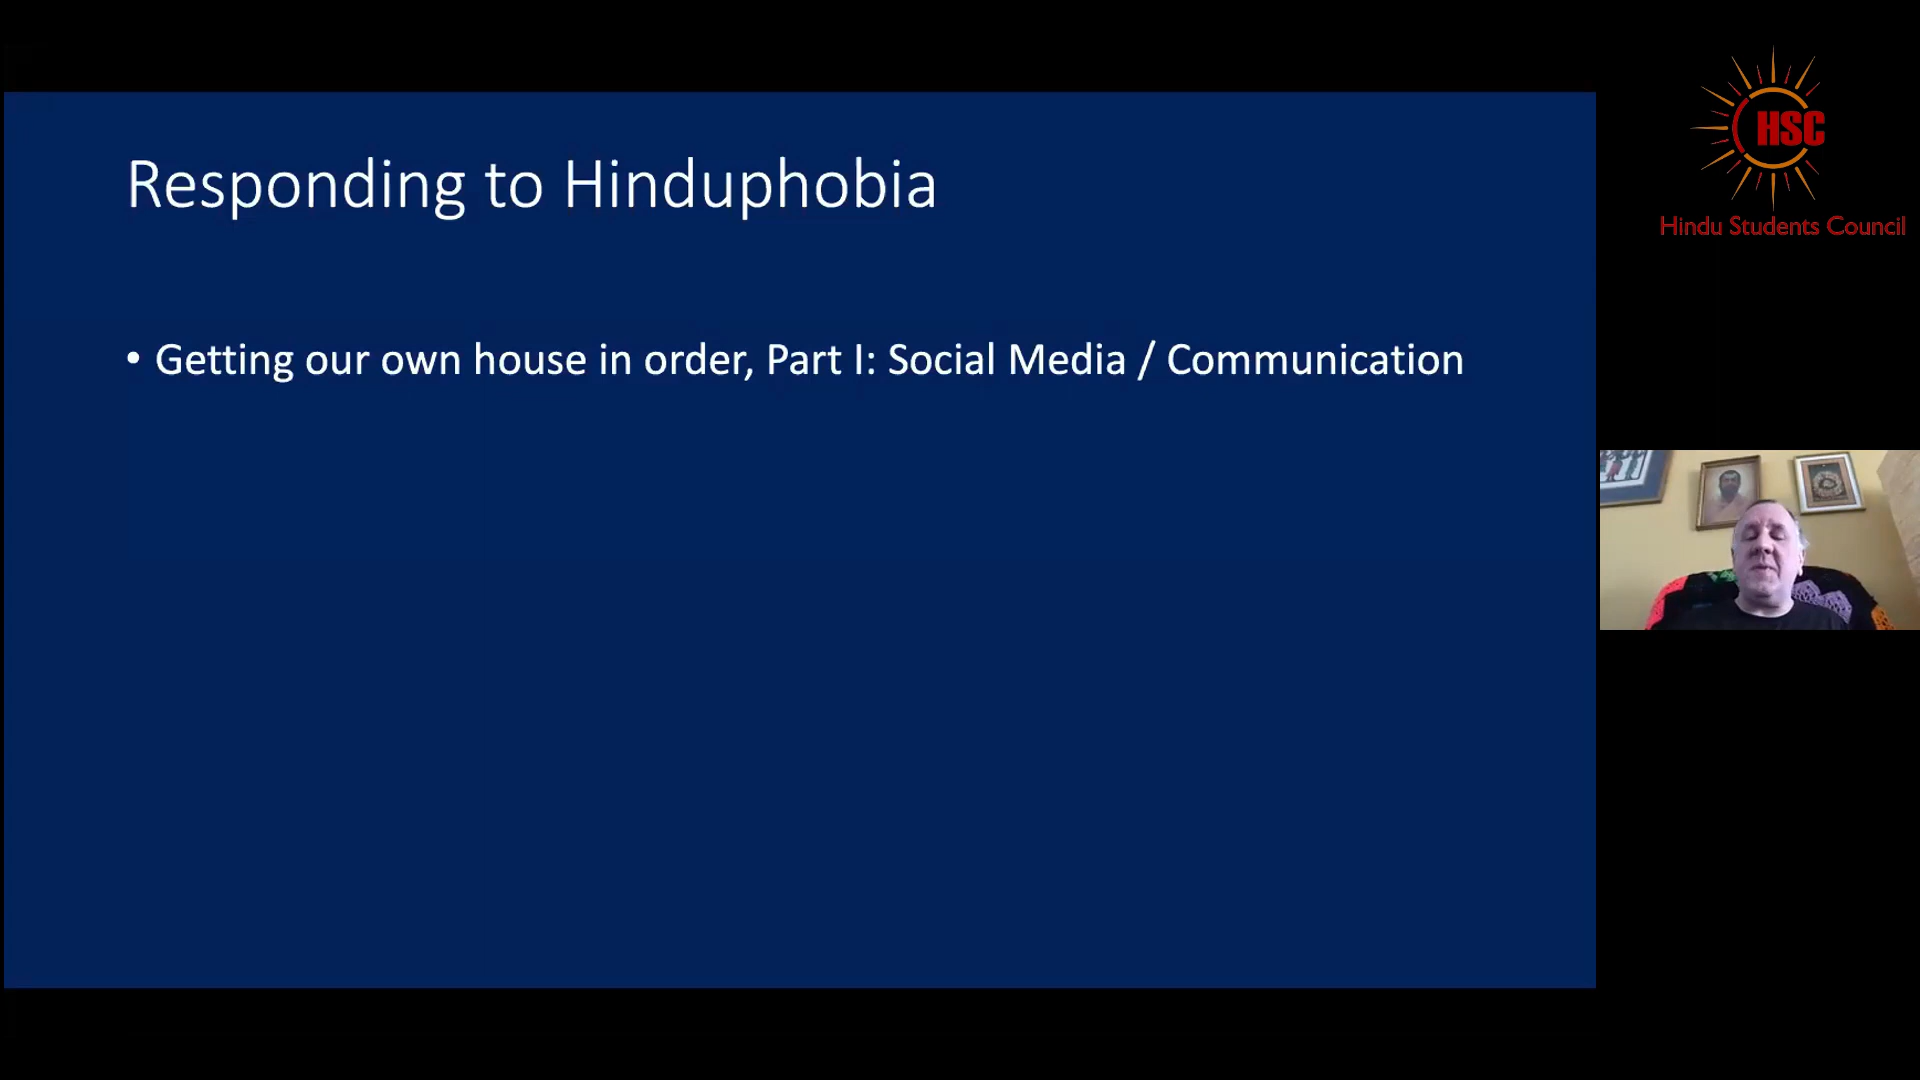 Responding to Hinduphobia
• Getting our own house in order, Part I: Social Media / Communication
HSC
Hindu Students Council